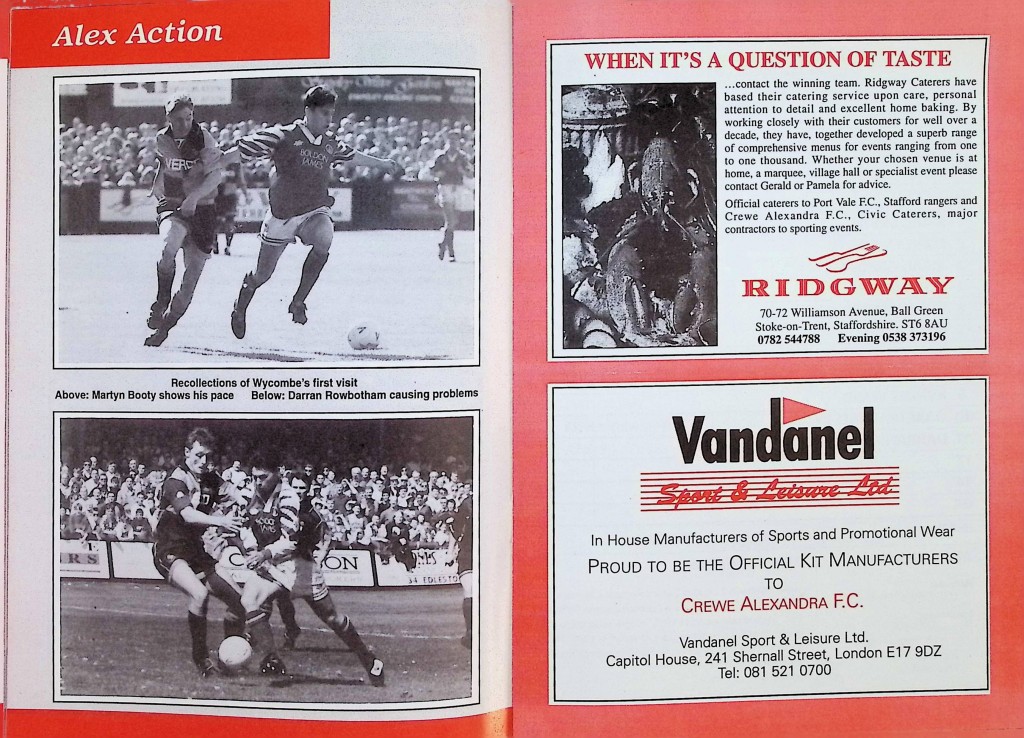 Alex Action
BOLDON
JAMES
Recollections of Wycombe's first visit
Above: Martyn Booty shows his pace Below: Darran Rowbotham causing problems
ON
34 EDLESTO
WHEN IT'S A QUESTION OF TASTE
...contact the winning team. Ridgway Caterers have
based their catering service upon care, personal
attention to detail and excellent home baking. By
working closely with their customers for well over a
decade, they have, together developed a superb range
of comprehensive menus for events ranging from one
to one thousand. Whether your chosen venue is at
home, a marquee, village hall or specialist event please
contact Gerald or Pamela for advice.
Official caterers to Port Vale F.C., Stafford rangers and
Crewe Alexandra F.C., Civic Caterers, major
contractors to sporting events.
RIDGWAY
70-72 Williamson Avenue, Ball Green
Stoke-on-Trent, Staffordshire. ST6 8AU
0782 544788 Evening 0538 373196
Vandanel
Sport & Leisure Ltd
In House Manufacturers of Sports and Promotional Wear
PROUD TO BE THE OFFICIAL KIT MANUFACTURERS
TO
CREWE ALEXANDRA F.C.
Vandanel Sport & Leisure Ltd.
Capitol House, 241 Shernall Street, London E17 9DZ
Tel: 081 521 0700